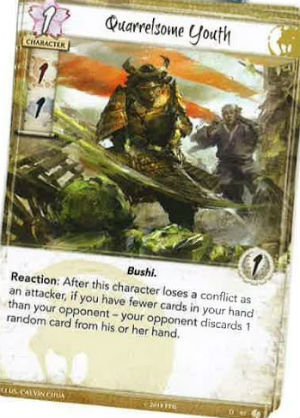 1
Quarrelsome Youth
CHARACTER
1
1
Bushi.
1
Reaction: After this character loses a conflict as
an attacker, if you have fewer cards in your hand
than your opponent – your opponent discards 1
random card from his or her hand.
CALVIN CHUA
FFG